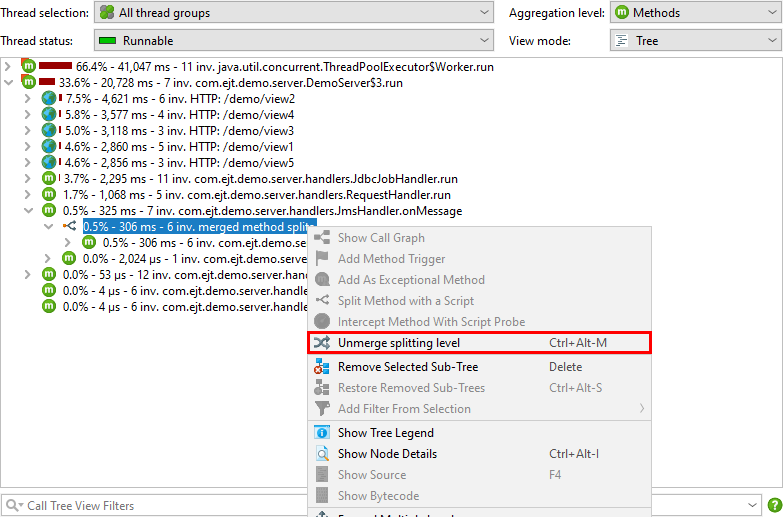 Thread selection: All thread groups Aggregation level: m Methods
Thread status: Runnable View mode: Tree
m 66.4% - 41,047 ms - 11 inv. java.util.concurrent.ThreadPoolExecutor$Worker.run
m 33.6% - 20,728 ms - 7 inv. com.ejt.demo.server.DemoServer$3.run
7.5% - 4,621 ms - 6 inv. HTTP: /demo/view2
5.8% - 3,577 ms - 4 inv. HTTP: /demo/view4
5.0% - 3,118 ms - 3 inv. HTTP: /demo/view3
4.6% - 2,860 ms - 5 inv. HTTP: /demo/view1
4.6% - 2,856 ms - 3 inv. HTTP: /demo/view5
m 3.7% - 2,295 ms - 11 inv. com.ejt.demo.server.handlers.JdbcJobHandler.run
m 1.7% - 1,068 ms - 5 inv. com.ejt.demo.server.handlers.RequestHandler.run
m 0.5% - 325 ms - 7 inv. com.ejt.demo.server.handlers.JmsHandler.onMessage
0.5% - 306 ms - 6 inv. merged method splits
m 0.5% - 306 ms - 6 inv. com.ejt.demo.se
m 0.0% - 2,024 µs - 1 inv. com.ejt.demo.serve
m 0.0% - 53 µs - 12 inv. com.ejt.demo.server.hand
m 0.0% - 4 µs - 6 inv. com.ejt.demo.server.handle
m 0.0% - 4 µs - 6 inv. com.ejt.demo.server.handle
Show Call Graph
Add Method Trigger
Add As Exceptional Method
Split Method with a Script
Intercept Method With Script Probe
Unmerge splitting level Ctrl+Alt-M
Remove Selected Sub-Tree Delete
Restore Removed Sub-Trees Ctrl+Alt-S
Add Filter From Selection
Show Tree Legend
Show Node Details Ctrl+Alt-I
Show Source F4
Show Bytecode
Call Tree View Filters ?